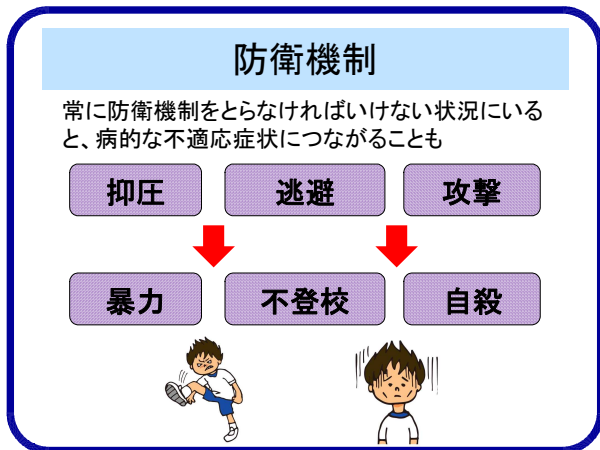 防衛機制
常に防衛機制をとらなければいけない状況にいる
と、病的な不適応症状につながることも
抑圧 逃避 攻撃
暴力 不登校 自殺